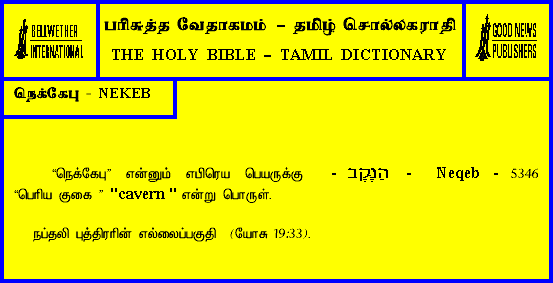 BELLWETHER
INTERNATIONAL
பரிசுத்த வேதாகமம் – தமிழ் சொல்லகராதி
THE HOLY BIBLE – TAMIL DICTIONARY
GOOD NEWS
PUBLISHERS
நெக்கேபு - NEKEB
“நெக்கேபு” என்னும் எபிரெய பெயருக்கு - הַנֶּקֶב - Neqeb - 5346
“பெரிய குகை ” "cavern " என்று பொருள்.
நப்தலி புத்திரரின் எல்லைப்பகுதி (யோசு 19:33).